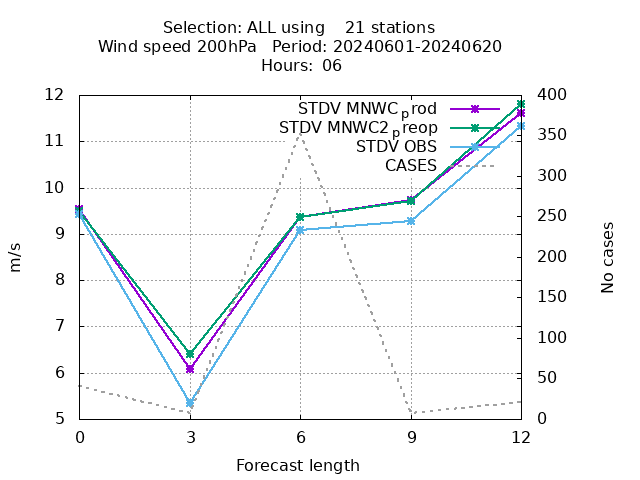 Selection: ALL using    21 stations
Wind speed 200hPa   Period: 20240601-20240620
Hours: 06
STDV MNWCprod
STDV MNWC2preop
STDV OBS
CASES
12
11
10
9
8
7
6
5
400
350
300
250
200
150
100
50
0
m/s
No cases
0 3 6 9 12
Forecast length